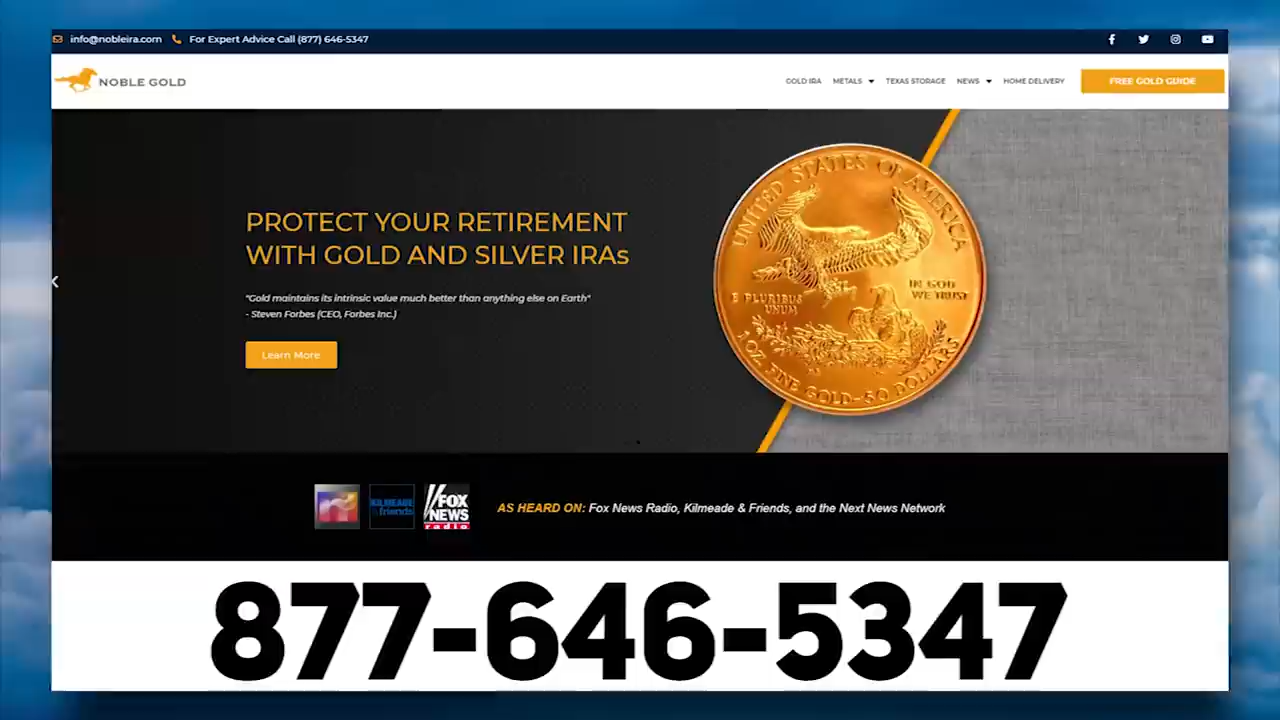 info@nobleira.com For Expert Advice Call (877) 646-5347
NOBLE GOLD
GOLD IRA METALS TEXAS STORAGE NEWS HOME DELIVERY FREE GOLD GUIDE
PROTECT YOUR RETIREMENT
WITH GOLD AND SILVER IRAs
"Gold maintains its intrinsic value much better than anything else on Earth"
- Steven Forbes (CEO, Forbes Inc.)
Learn More
UNITED STATES OF AMERICA
IN GOD
WE TRUST
E PLURIBUS
UNUM
1 OZ. FINE GOLD-50 DOLLARS
KILMEADE
friends
FOX
NEWS
radio
AS HEARD ON: Fox News Radio, Kilmeade & Friends, and the Next News Network
877-646-5347